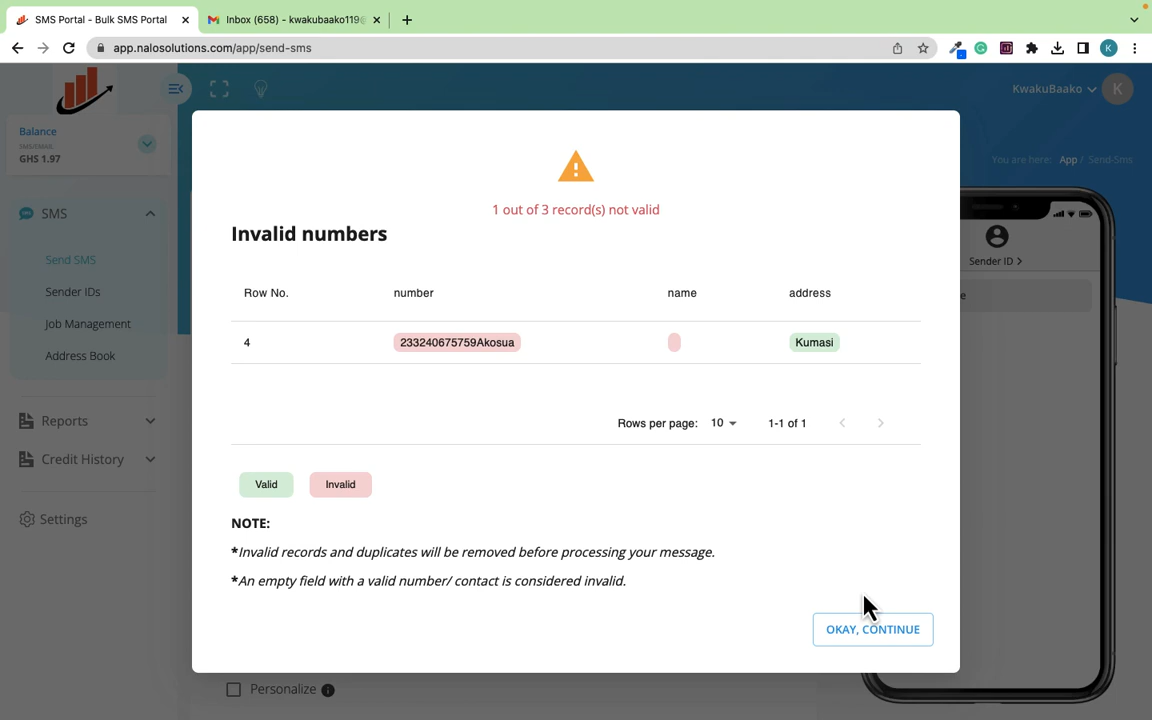 SMS Portal - Bulk SMS Portal
Inbox (658) - kwakubaako119@
app.nalosolutions.com/app/send-sms
K
Balance
SMS/EMAIL
GHS 1.97
KwakuBaako
K
You are here: App / Send-Sms
SMS
Send SMS
Sender IDs
Job Management
Address Book
Reports
Credit History
Settings
1 out of 3 record(s) not valid
Invalid numbers
Row No. number name address
4 233240675759Akosua Kumasi
Rows per page: 10 1-1 of 1
Valid Invalid
NOTE:
*Invalid records and duplicates will be removed before processing your message.
*An empty field with a valid number/ contact is considered invalid.
OKAY, CONTINUE
Sender ID >
e
Personalize